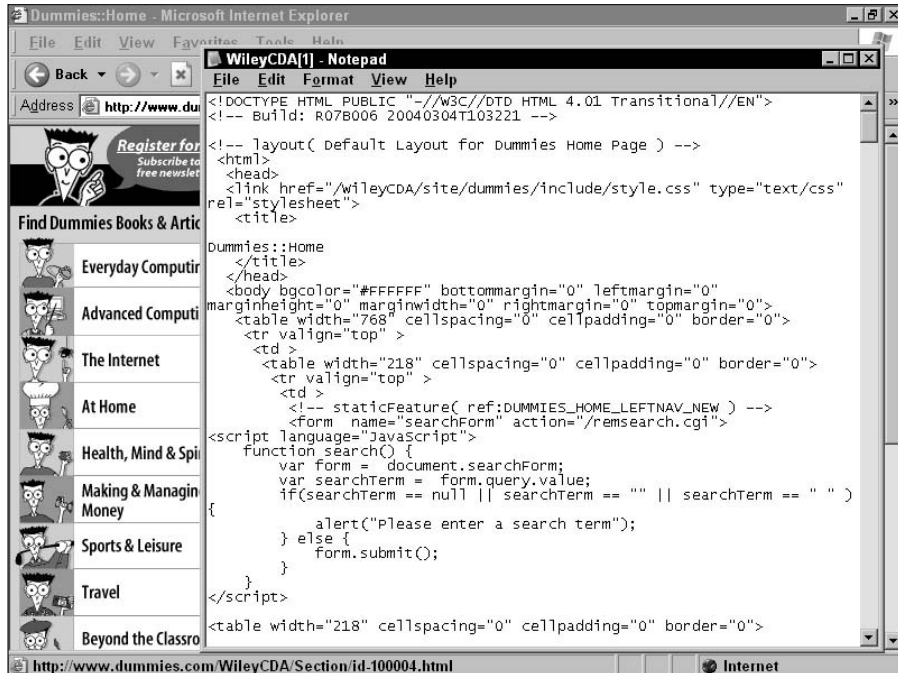 Dummies::Home - Microsoft Internet Explorer
File Edit View Favorites Tools Help
Back
Address http://www.du
Register for
Subscribe to
free newslet
Find Dummies Books & Artic
Everyday Computin
Advanced Computi
The Internet
At Home
Health, Mind & Spi
Making & Managin
Money
Sports & Leisure
Travel
Beyond the Classro
WileyCDA[1] - Notepad
File Edit Format View Help
<!DOCTYPE HTML PUBLIC "-//W3C//DTD HTML 4.01 Transitional//EN">
<!-- Build: R07B006 20040304T103221 -->
<!-- layout( Default Layout for Dummies Home Page ) -->
<html>
<head>
<link href="/WileyCDA/site/dummies/include/style.css" type="text/css"
rel="stylesheet">
<title>
Dummies::Home
</title>
</head>
<body bgcolor="#FFFFFF" bottommargin="0" leftmargin="0"
marginheight="0" marginwidth="0" rightmargin="0" topmargin="0">
<table width="768" cellspacing="0" cellpadding="0" border="0">
<tr valign="top" >
<td >
<table width="218" cellspacing="0" cellpadding="0" border="0">
<tr valign="top" >
<td >
<!-- staticFeature( ref:DUMMIES_HOME_LEFTNAV_NEW ) -->
<form name="searchForm" action="/remsearch.cgi">
<script language="JavaScript">
function search() {
var form = document.searchForm;
var searchTerm = form.query.value;
if(searchTerm == null || searchTerm == "" || searchTerm == " " )
{
alert("Please enter a search term");
} else {
form.submit();
}
}
</script>
<table width="218" cellspacing="0" cellpadding="0" border="0">
http://www.dummies.com/WileyCDA/Section/id-100004.html
Internet